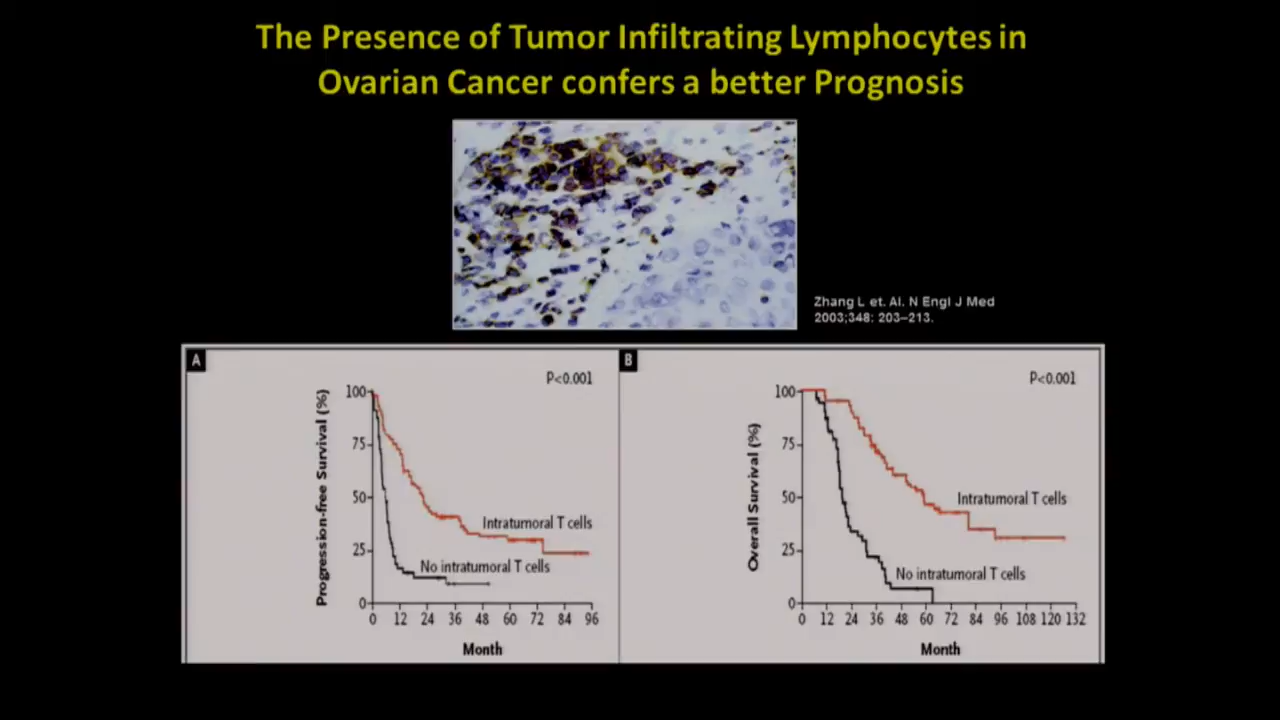 The Presence of Tumor Infiltrating Lymphocytes in
Ovarian Cancer confers a better Prognosis
Zhang L et. Al. N Engl J Med
2003;348: 203–213.
A
P<0.001
Progression-free Survival (%)
100
75
50
25
0
Intratumoral T cells
No intratumoral T cells
0 12 24 36 48 60 72 84 96
Month
B
P<0.001
Overall Survival (%)
100
75
50
25
0
Intratumoral T cells
No intratumoral T cells
0 12 24 36 48 60 72 84 96 108 120 132
Month